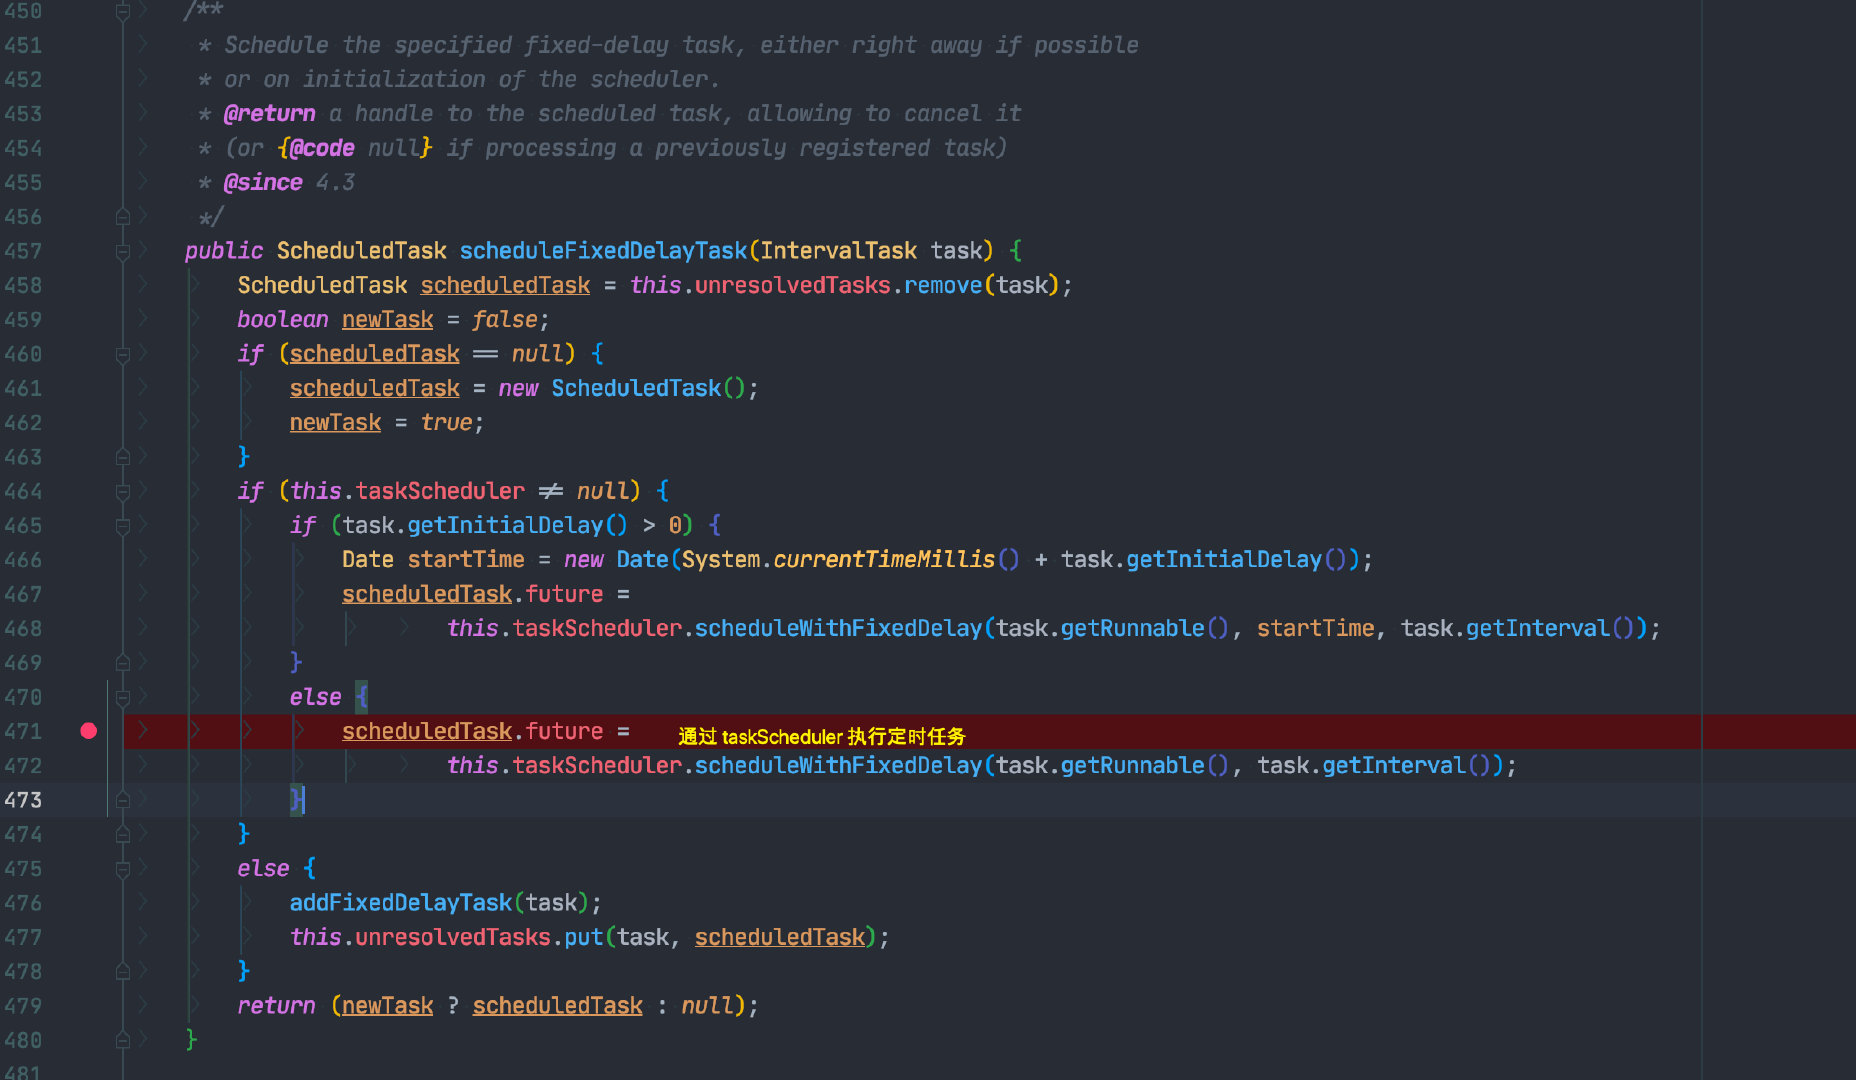 450 /**
451 * Schedule the specified fixed-delay task, either right away if possible
452 * or on initialization of the scheduler.
453 * @return a handle to the scheduled task, allowing to cancel it
454 * (or {@code null} if processing a previously registered task)
455 * @since 4.3
456 */
457 public ScheduledTask scheduleFixedDelayTask(IntervalTask task) {
458 ScheduledTask scheduledTask = this.unresolvedTasks.remove(task);
459 boolean newTask = false;
460 if (scheduledTask == null) {
461 scheduledTask = new ScheduledTask();
462 newTask = true;
463 }
464 if (this.taskScheduler != null) {
465 if (task.getInitialDelay() > 0) {
466 Date startTime = new Date(System.currentTimeMillis() + task.getInitialDelay());
467 scheduledTask.future =
468 this.taskScheduler.scheduleWithFixedDelay(task.getRunnable(), startTime, task.getInterval());
469 }
470 else {
471 scheduledTask.future = 通过 taskScheduler 执行定时任务
472 this.taskScheduler.scheduleWithFixedDelay(task.getRunnable(), task.getInterval());
473 }
474 }
475 else {
476 addFixedDelayTask(task);
477 this.unresolvedTasks.put(task, scheduledTask);
478 }
479 return (newTask ? scheduledTask : null);
480 }
481